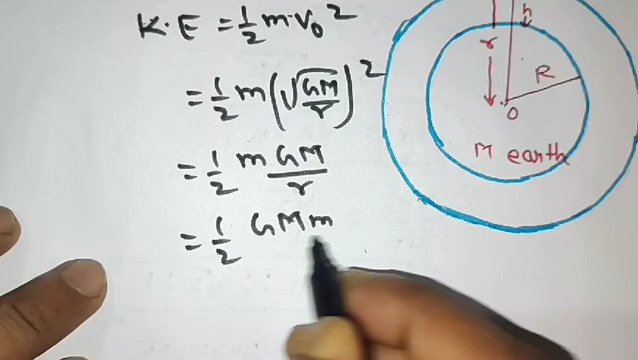 K.E = 1/2 m.v₀²
= 1/2 m(√(GM/r))²
= 1/2 m GM/r
= 1/2 GMm
h
r
R
O
M earth